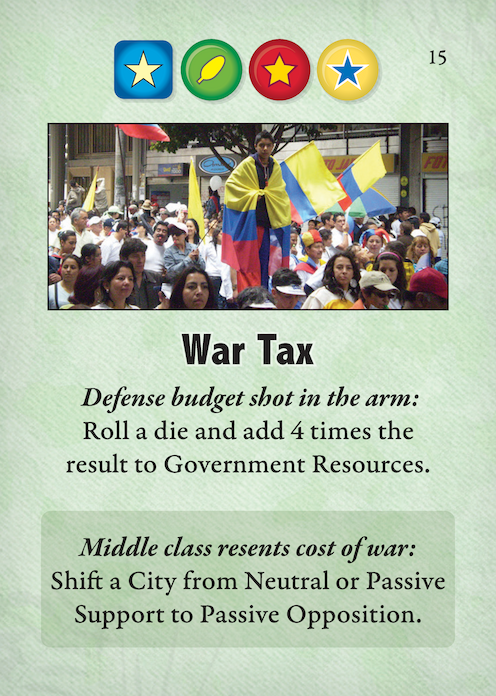 15
War Tax
Defense budget shot in the arm:
Roll a die and add 4 times the
result to Government Resources.
Middle class resents cost of war:
Shift a City from Neutral or Passive
Support to Passive Opposition.